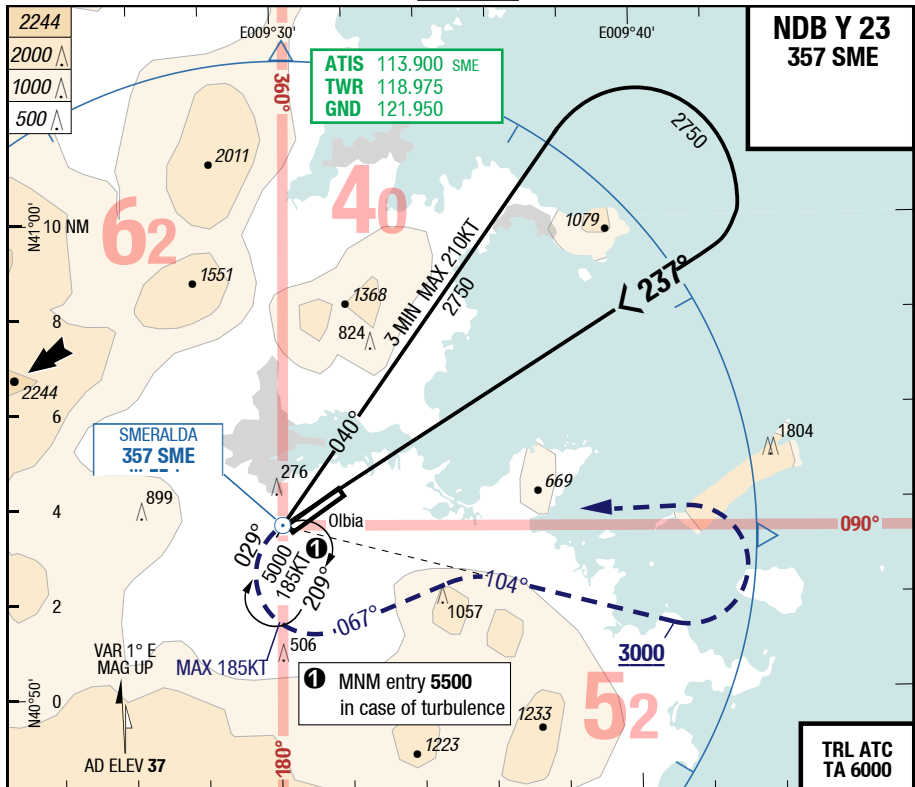 2244
2000
1000
500
E009°30'
E009°40'
NDB Y 23
357 SME
ATIS 113.900 SME
TWR 118.975
GND 121.950
360°
2750
2011
40
62
1079
N41°00'
10 NM
237°
1551
3 MIN MAX 210KT
2750
1368
824
8
2244
6
040°
SMERALDA
357 SME
1804
276
669
899
4
Olbia
090°
029°
5000
185KT
❶
209°
104°
1057
2
067°
3000
506
VAR 1° E
MAG UP
MAX 185KT
❶ MNM entry 5500
in case of turbulence
52
N40°50'
0
1233
1223
180°
AD ELEV 37
TRL ATC
TA 6000